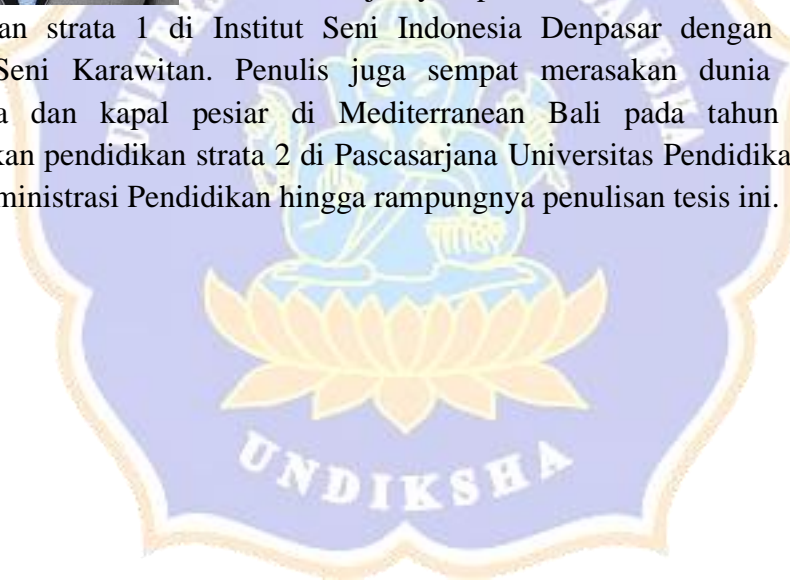 an strata 1 di Institut Seni Indonesia Denpasar dengan
Seni Karawitan. Penulis juga sempat merasakan dunia
a dan kapal pesiar di Mediterranean Bali pada tahun
kan pendidikan strata 2 di Pascasarjana Universitas Pendidika
ministrasi Pendidikan hingga rampungnya penulisan tesis ini.
UNDIKSHA